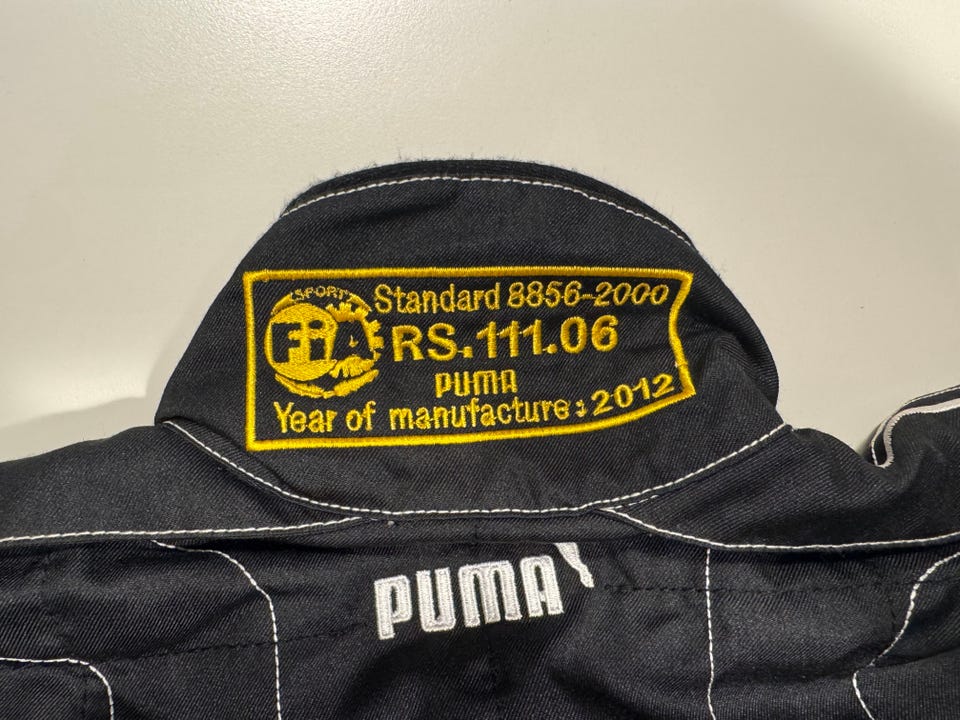 SPORT
FIA
Standard 8856-2000
RS.111.06
PUMA
Year of manufacture: 2012
PUMA